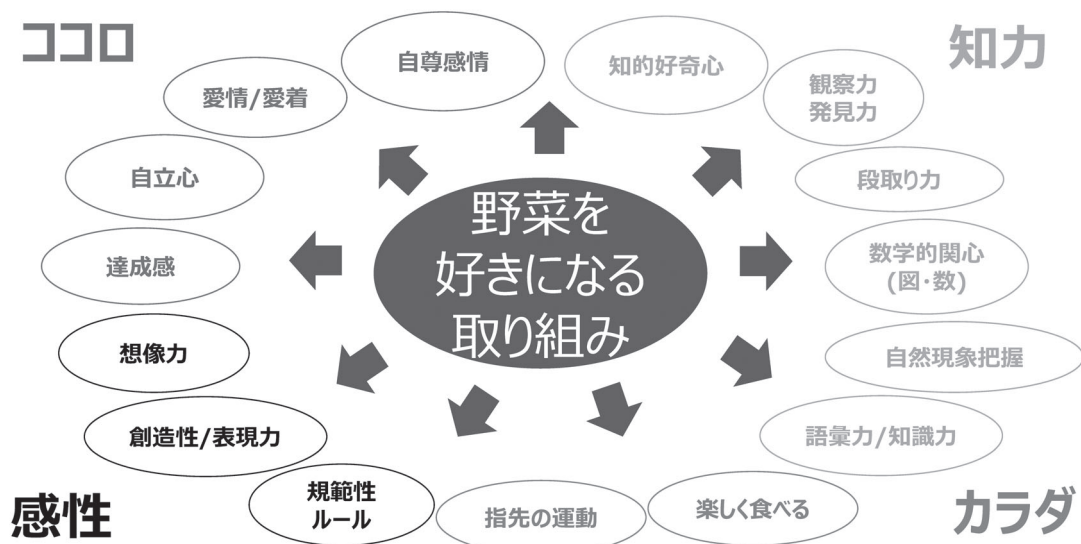 ココロ
知力
自尊感情
知的好奇心
愛情/愛着
観察力
発見力
自立心
段取り力
野菜を
好きになる
取り組み
達成感
数学的関心
(図・数)
想像力
自然現象把握
創造性/表現力
語彙力/知識力
規範性
ルール
指先の運動
楽しく食べる
感性
カラダ